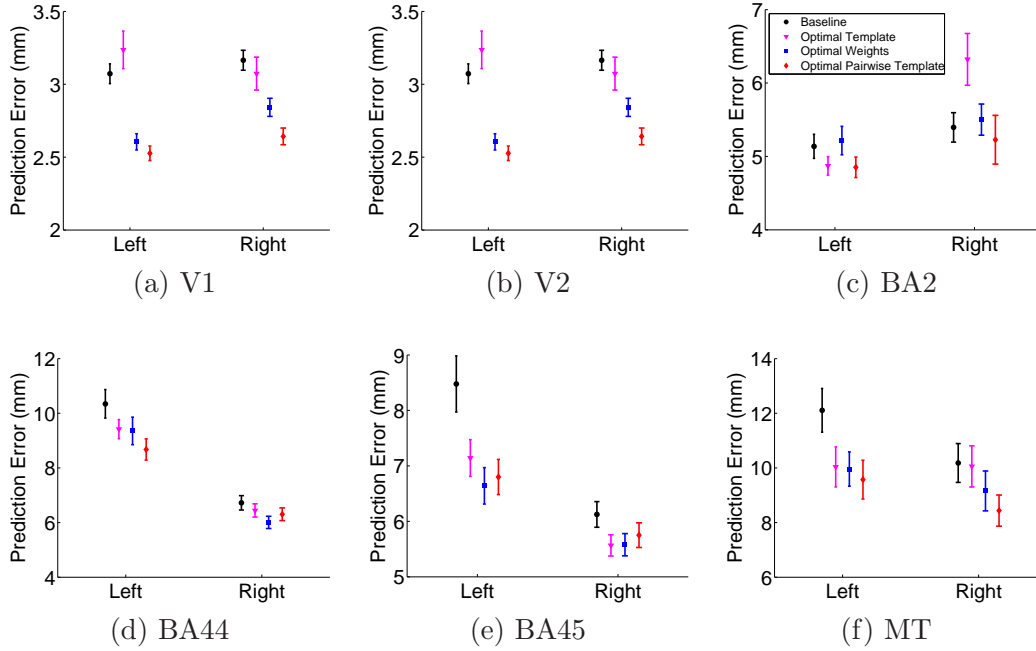 Prediction Error (mm)
3.5
3
2.5
2
Left
Right
(a) V1
Prediction Error (mm)
3.5
3
2.5
2
Left
Right
(b) V2
Prediction Error (mm)
7
6
5
4
Baseline
Optimal Template
Optimal Weights
Optimal Pairwise Template
Left
Right
(c) BA2
Prediction Error (mm)
12
10
8
6
4
Left
Right
(d) BA44
Prediction Error (mm)
9
8
7
6
5
Left
Right
(e) BA45
Prediction Error (mm)
14
12
10
8
6
Left
Right
(f) MT